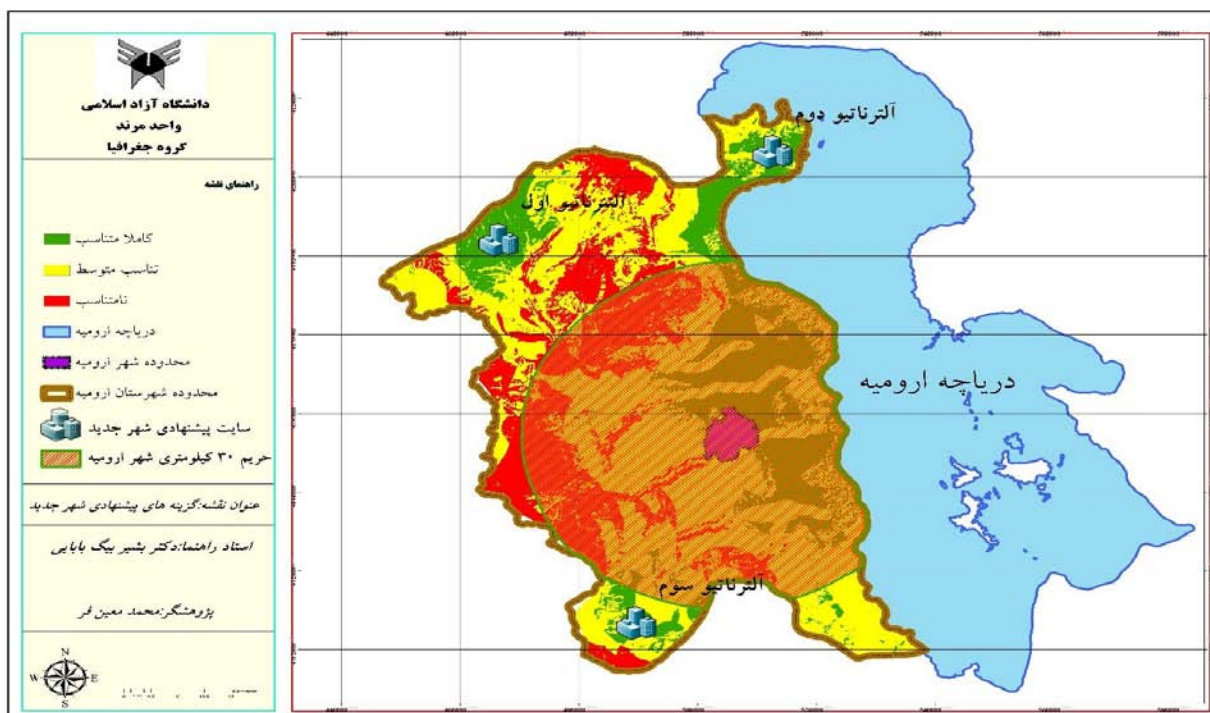 دانشگاه آزاد اسلامی
واحد مرند
گروه جغرافیا
راهنمای نقشه
کاملا متناسب
تناسب متوسط
نامتناسب
دریاچه ارومیه
محدوده شهر ارومیه
محدوده شهرستان ارومیه
سایت پیشنهادی شهر جدید
حریم ۳۰ کیلومتری شهر ارومیه
عنوان نقشه:گزینه های پیشنهادی شهر جدید
استاد راهنما:دکتر بشیر بیگ بابایی
پژوهشگر:محمد معین فر
N
W E
S
آلترناتیو دوم
آلترناتیو اول
دریاچه ارومیه
آلترناتیو سوم